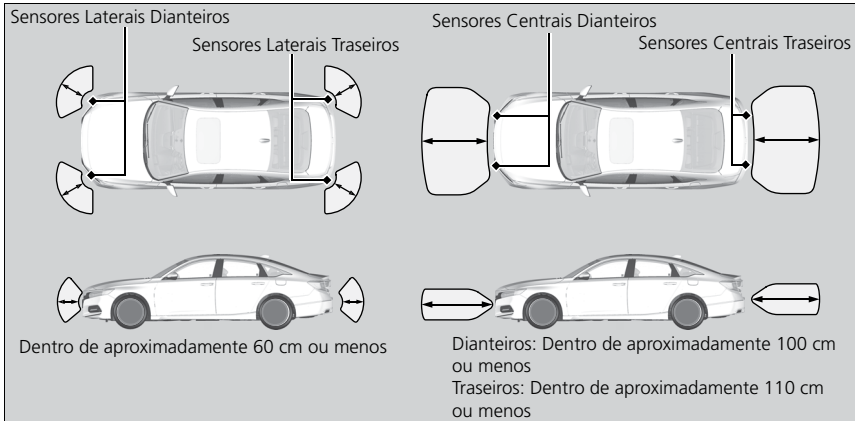 Sensores Laterais Dianteiros
Sensores Laterais Traseiros
Dentro de aproximadamente 60 cm ou menos
Sensores Centrais Dianteiros
Sensores Centrais Traseiros
Dianteiros: Dentro de aproximadamente 100 cm
ou menos
Traseiros: Dentro de aproximadamente 110 cm
ou menos